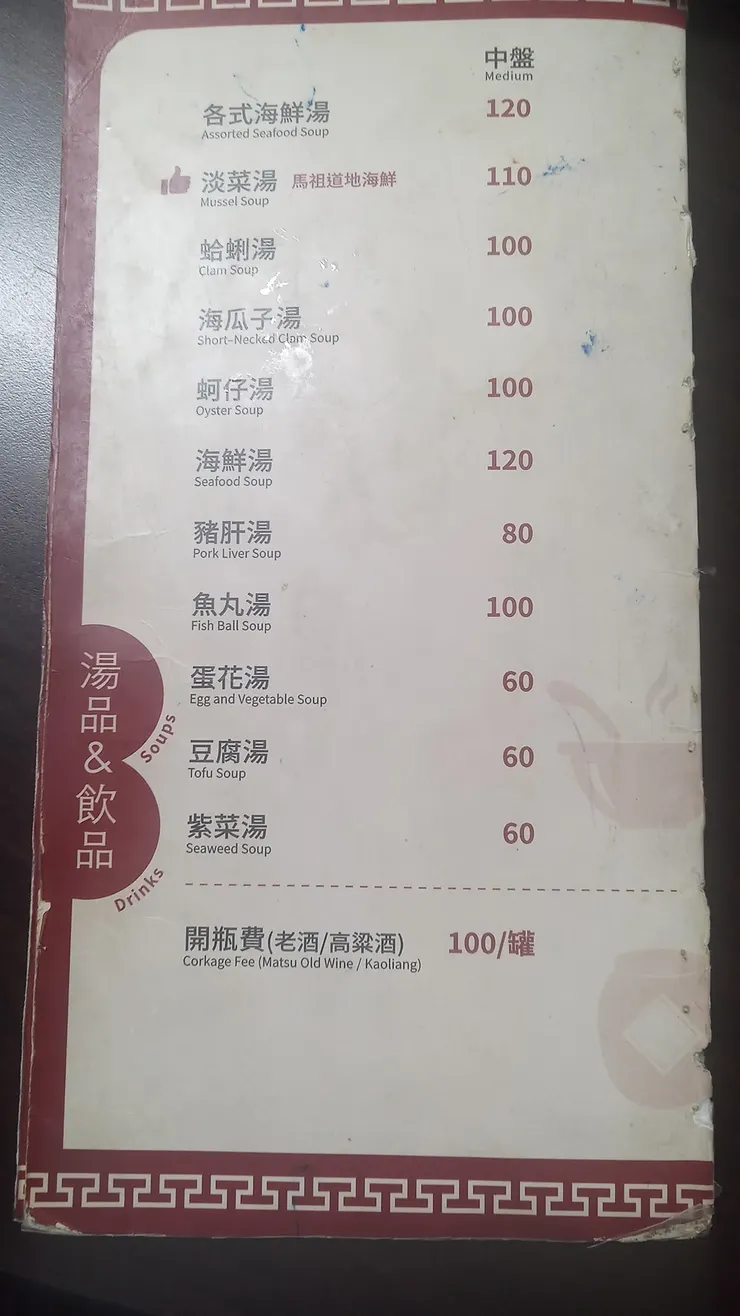 中盤
Medium
各式海鮮湯 120
Assorted Seafood Soup
淡菜湯 馬祖道地海鮮 110
Mussel Soup
蛤蜊湯 100
Clam Soup
海瓜子湯 100
Short-Necked Clam Soup
蚵仔湯 100
Oyster Soup
海鮮湯 120
Seafood Soup
豬肝湯 80
Pork Liver Soup
魚丸湯 100
Fish Ball Soup
蛋花湯 60
Egg and Vegetable Soup
豆腐湯 60
Tofu Soup
紫菜湯 60
Seaweed Soup
開瓶費(老酒/高粱酒) 100/罐
Corkage Fee (Matsu Old Wine / Kaoliang)
湯品&飲品
Soups
Drinks